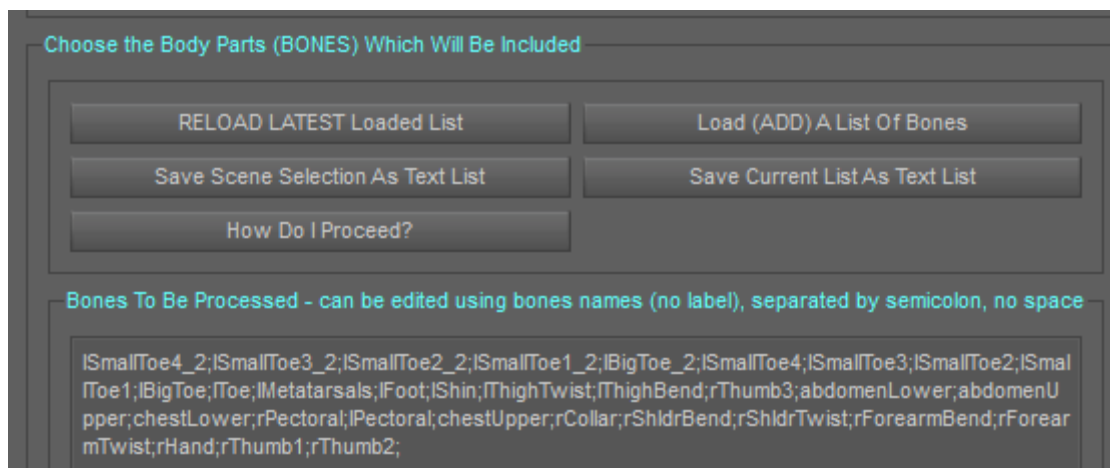 Choose the Body Parts (BONES) Which Will Be Included
RELOAD LATEST Loaded List
Load (ADD) A List Of Bones
Save Scene Selection As Text List
Save Current List As Text List
How Do I Proceed?
Bones To Be Processed - can be edited using bones names (no label), separated by semicolon, no space
lSmallToe4_2;lSmallToe3_2;lSmallToe2_2;lSmallToe1_2;lBigToe_2;lSmallToe4;lSmallToe3;lSmallToe2;lSmal
lToe1;lBigToe;lToe;lMetatarsals;lFoot;lShin;lThighTwist;lThighBend;rThumb3;abdomenLower;abdomenU
pper;chestLower;rPectoral;lPectoral;chestUpper;rCollar;rShldrBend;rShldrTwist;rForearmBend;rForear
mTwist;rHand;rThumb1;rThumb2;